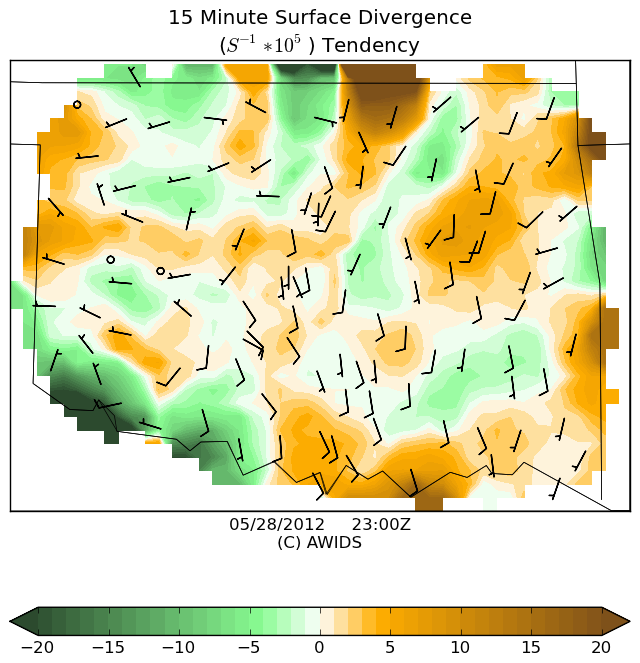 15 Minute Surface Divergence
(S⁻¹ * 10⁵ ) Tendency
05/28/2012 23:00Z
(C) AWIDS
−20 −15 −10 −5 0 5 10 15 20